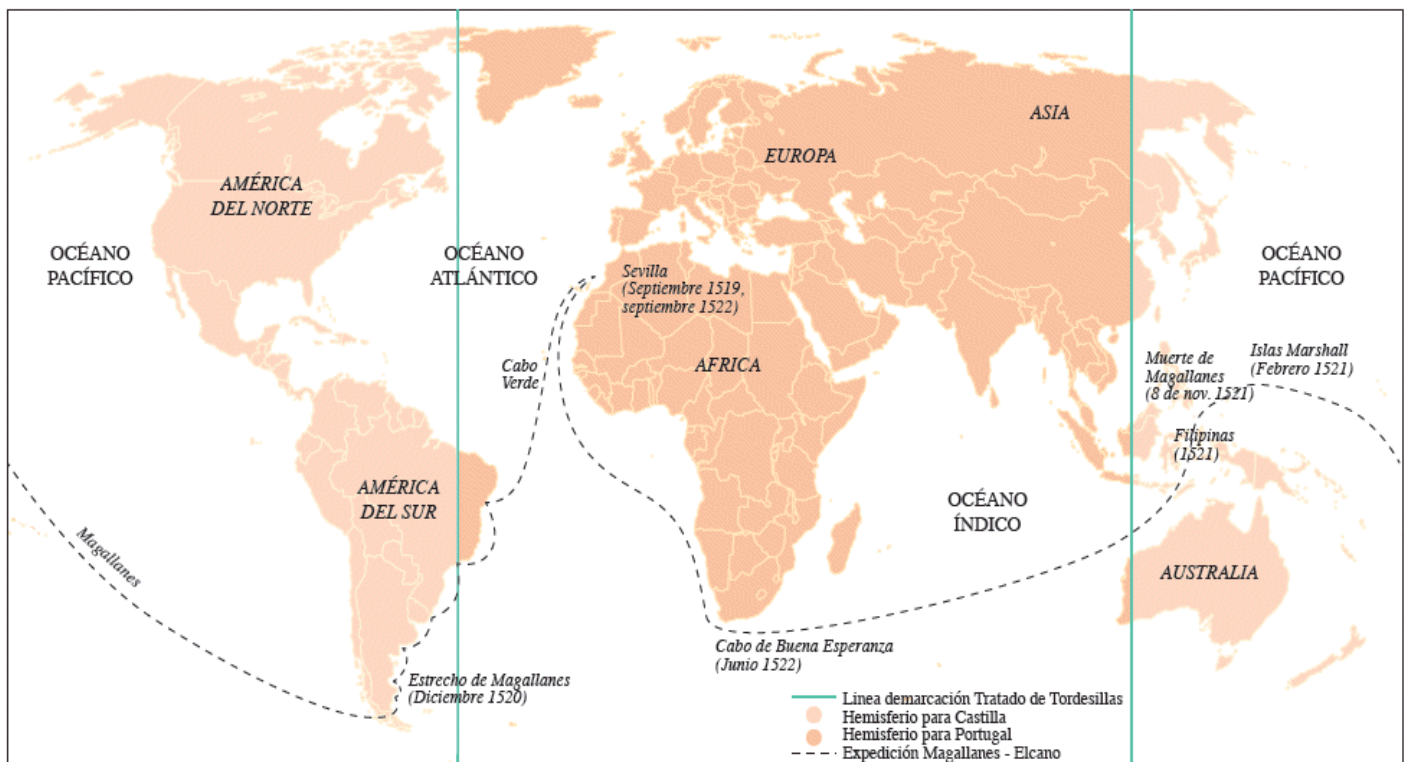 ASIA
EUROPA
AMÉRICA
DEL NORTE
OCÉANO
PACÍFICO
OCÉANO
ATLÁNTICO
OCÉANO
PACÍFICO
Sevilla
(Septiembre 1519,
septiembre 1522)
Cabo
Verde
AFRICA
Muerte de
Magallanes
(8 de nov. 1521)
Islas Marshall
(Febrero 1521)
Filipinas
(1521)
AMÉRICA
DEL SUR
OCÉANO
ÍNDICO
Magallanes
AUSTRALIA
Cabo de Buena Esperanza
(Junio 1522)
Estrecho de Magallanes
(Diciembre 1520)
Linea demarcación Tratado de Tordesillas
Hemisferio para Castilla
Hemisferio para Portugal
Expedición Magallanes - Elcano